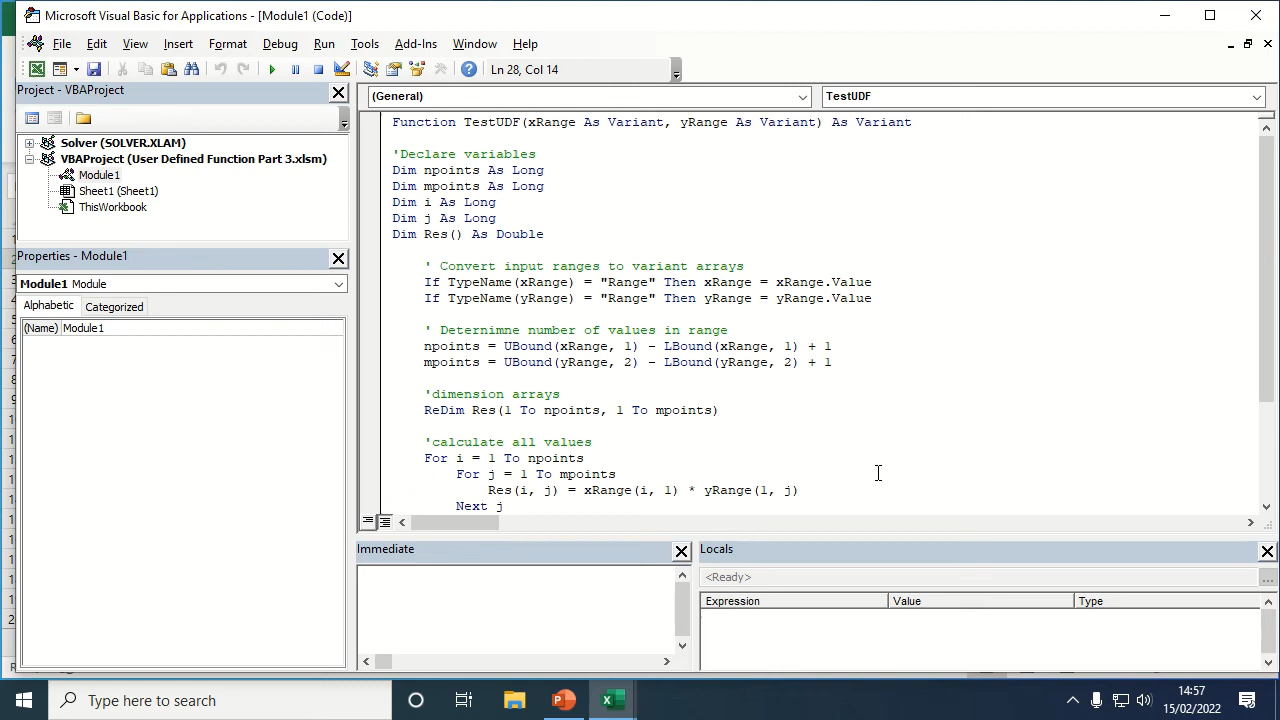 Microsoft Visual Basic for Applications - [Module1 (Code)]
File Edit View Insert Format Debug Run Tools Add-Ins Window Help
Ln 28, Col 14
Project - VBAProject
Solver (SOLVER.XLAM)
VBAProject (User Defined Function Part 3.xlsm)
Module1
Sheet1 (Sheet1)
ThisWorkbook
Properties - Module1
Module1 Module
Alphabetic Categorized
(Name) Module1
(General) TestUDF
Function TestUDF(xRange As Variant, yRange As Variant) As Variant
'Declare variables
Dim npoints As Long
Dim mpoints As Long
Dim i As Long
Dim j As Long
Dim Res() As Double
' Convert input ranges to variant arrays
If TypeName(xRange) = "Range" Then xRange = xRange.Value
If TypeName(yRange) = "Range" Then yRange = yRange.Value
' Deternimne number of values in range
npoints = UBound(xRange, 1) - LBound(xRange, 1) + 1
mpoints = UBound(yRange, 2) - LBound(yRange, 2) + 1
'dimension arrays
ReDim Res(1 To npoints, 1 To mpoints)
'calculate all values
For i = 1 To npoints
For j = 1 To mpoints
Res(i, j) = xRange(i, 1) * yRange(1, j)
Next j
Immediate
Locals
<Ready>
Expression Value Type
Type here to search
14:57
15/02/2022